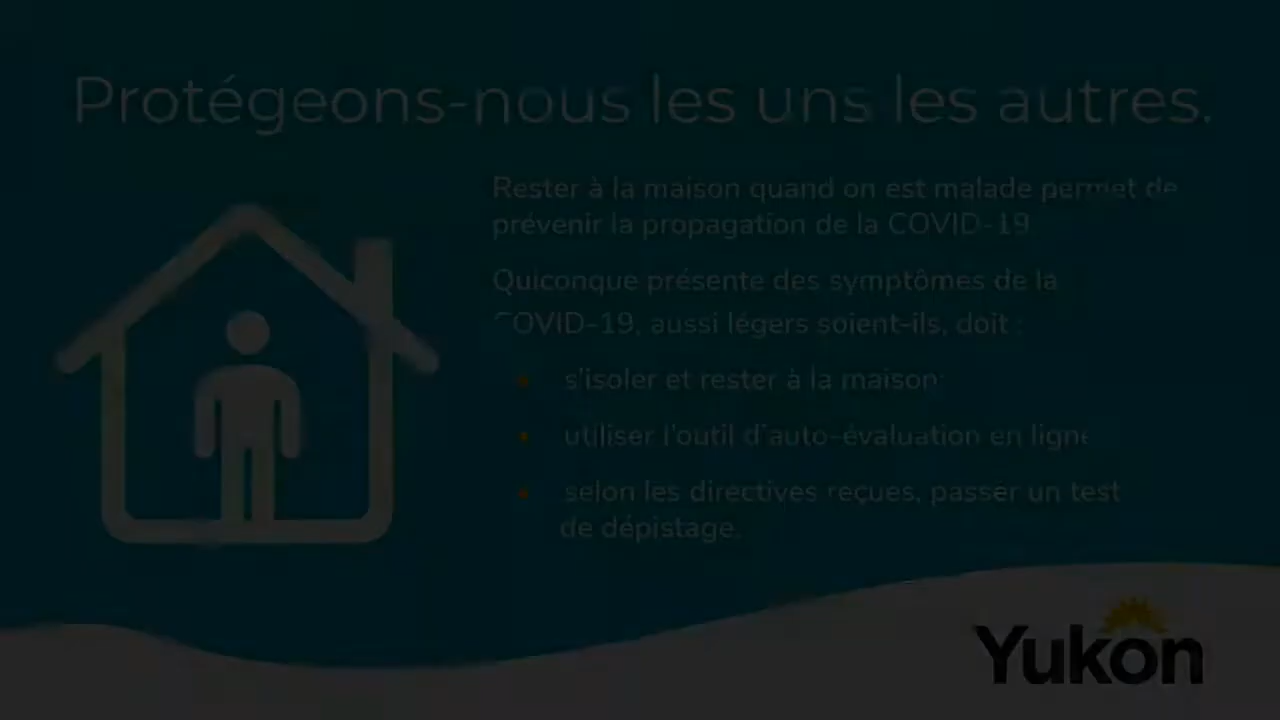 Protégeons-nous les uns les autres.
Rester à la maison quand on est malade permet de
prévenir la propagation de la COVID-19
Quiconque présente des symptômes de la
COVID-19, aussi légers soient-ils, doit :
• s'isoler et rester à la maison;
• utiliser l'outil d'auto-évaluation en ligne
• selon les directives reçues, passer un test
de dépistage.
Yukon